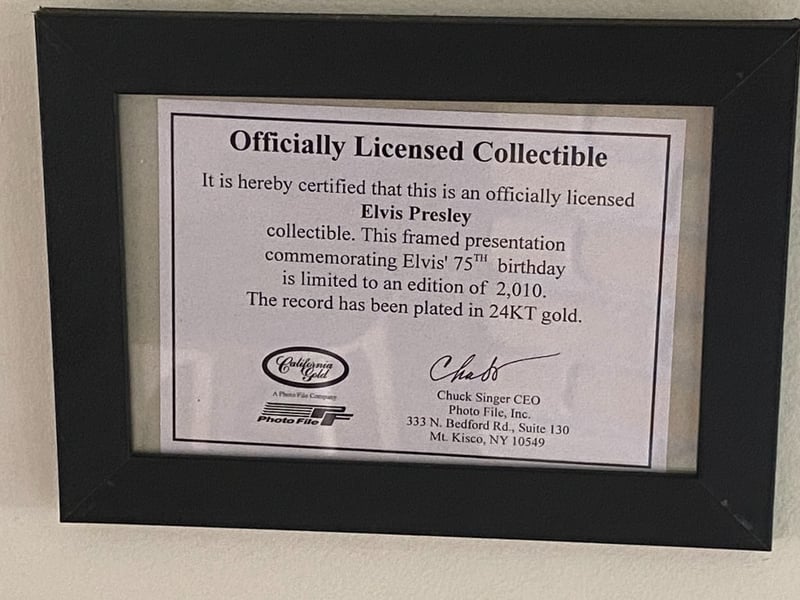 Officially Licensed Collectible
It is hereby certified that this is an officially licensed
Elvis Presley
collectible. This framed presentation
commemorating Elvis' 75TH birthday
is limited to an edition of 2,010.
The record has been plated in 24KT gold.
California
Gold
A Photo File Company
PF
Photo File
Chuck Singer CEO
Photo File, Inc.
333 N. Bedford Rd., Suite 130
Mt. Kisco, NY 10549